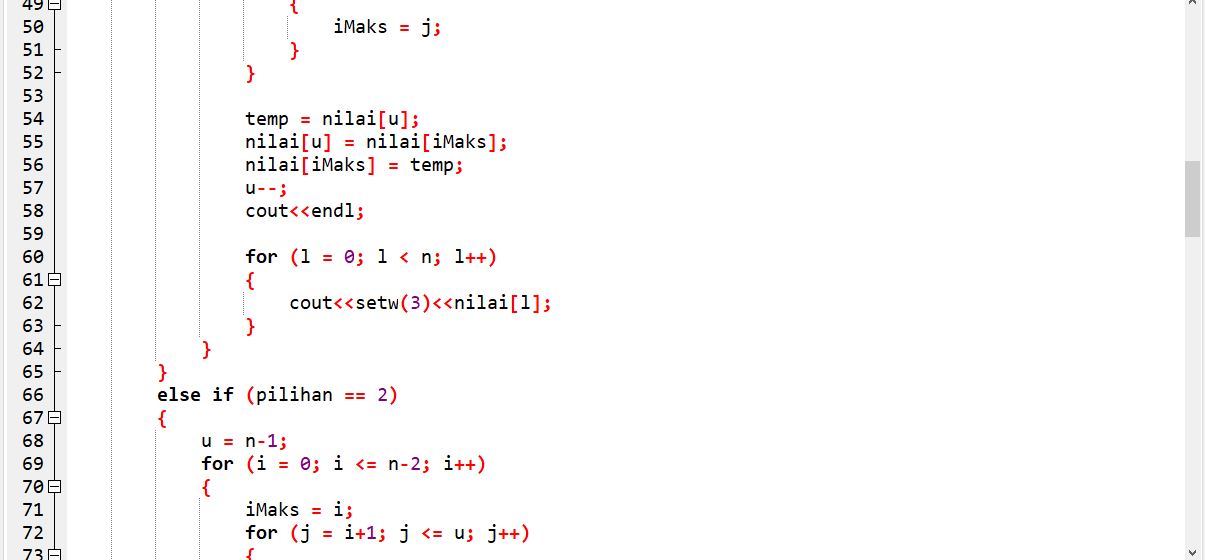 49 {
50 iMaks = j;
51 }
52 }
53
54 temp = nilai[u];
55 nilai[u] = nilai[iMaks];
56 nilai[iMaks] = temp;
57 u--;
58 cout<<endl;
59
60 for (l = 0; l < n; l++)
61 {
62 cout<<setw(3)<<nilai[l];
63 }
64 }
65 }
66 else if (pilihan == 2)
67 {
68 u = n-1;
69 for (i = 0; i <= n-2; i++)
70 {
71 iMaks = i;
72 for (j = i+1; j <= u; j++)
73 {